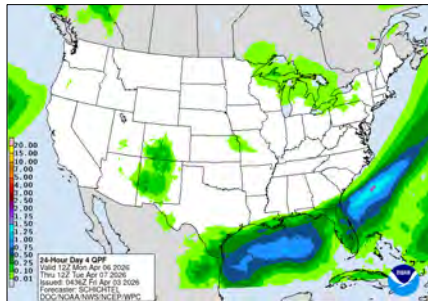 20.00
15.00
10.00
7.00
5.00
4.00
3.00
2.50
2.00
1.75
1.50
1.25
1.00
0.75
0.50
0.25
0.10
0.01
24-Hour Day 4 QPF
Valid 12Z Mon Apr 06 2026
Thru 12Z Tue Apr 07 2026
Issued: 0436Z Fri Apr 03 2026
Forecaster: SCHICHTEL
DOC/NOAA/NWS/NCEP/WPC
NOAA